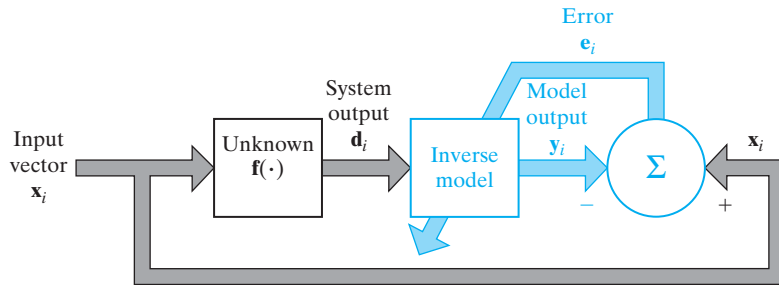 Error
e_i
System
output
d_i
Model
output
y_i
Input
vector
x_i
Unknown
f(·)
Inverse
model
Σ
x_i
−
+